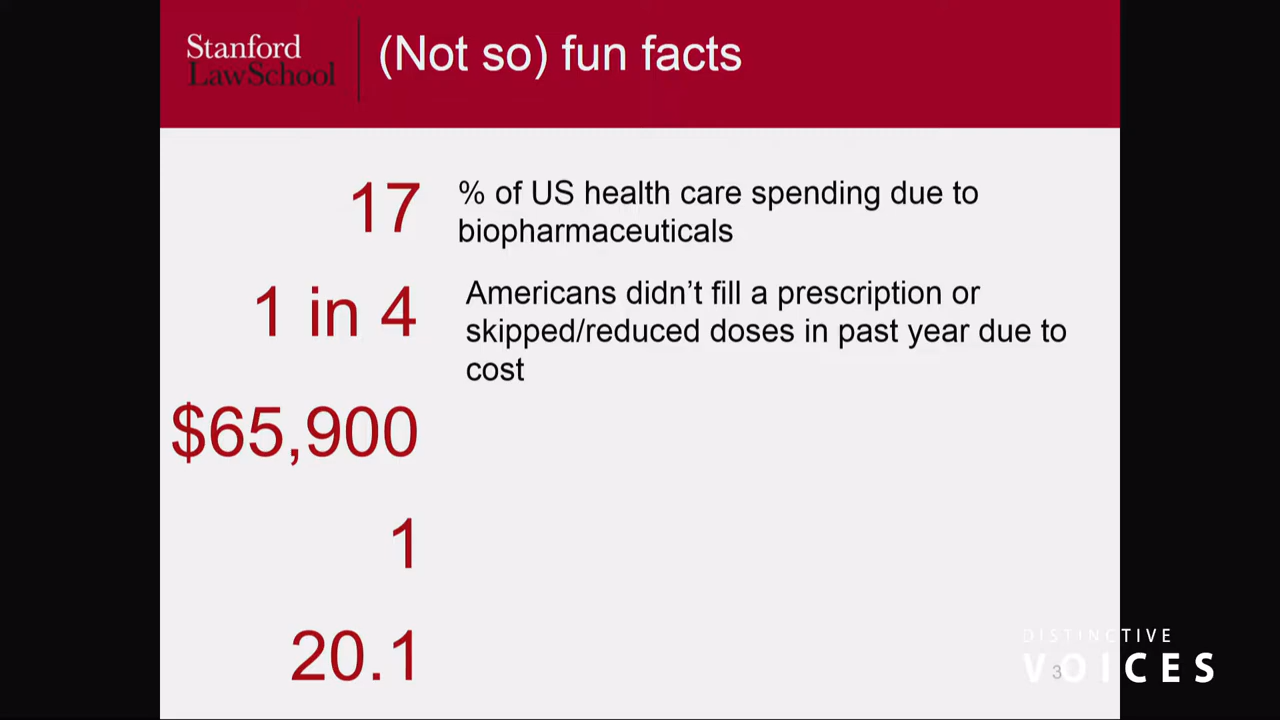 Stanford
LawSchool
(Not so) fun facts
17
% of US health care spending due to
biopharmaceuticals
1 in 4
Americans didn’t fill a prescription or
skipped/reduced doses in past year due to
cost
$65,900
1
20.1
DISTINCTIVE
VOICES
3